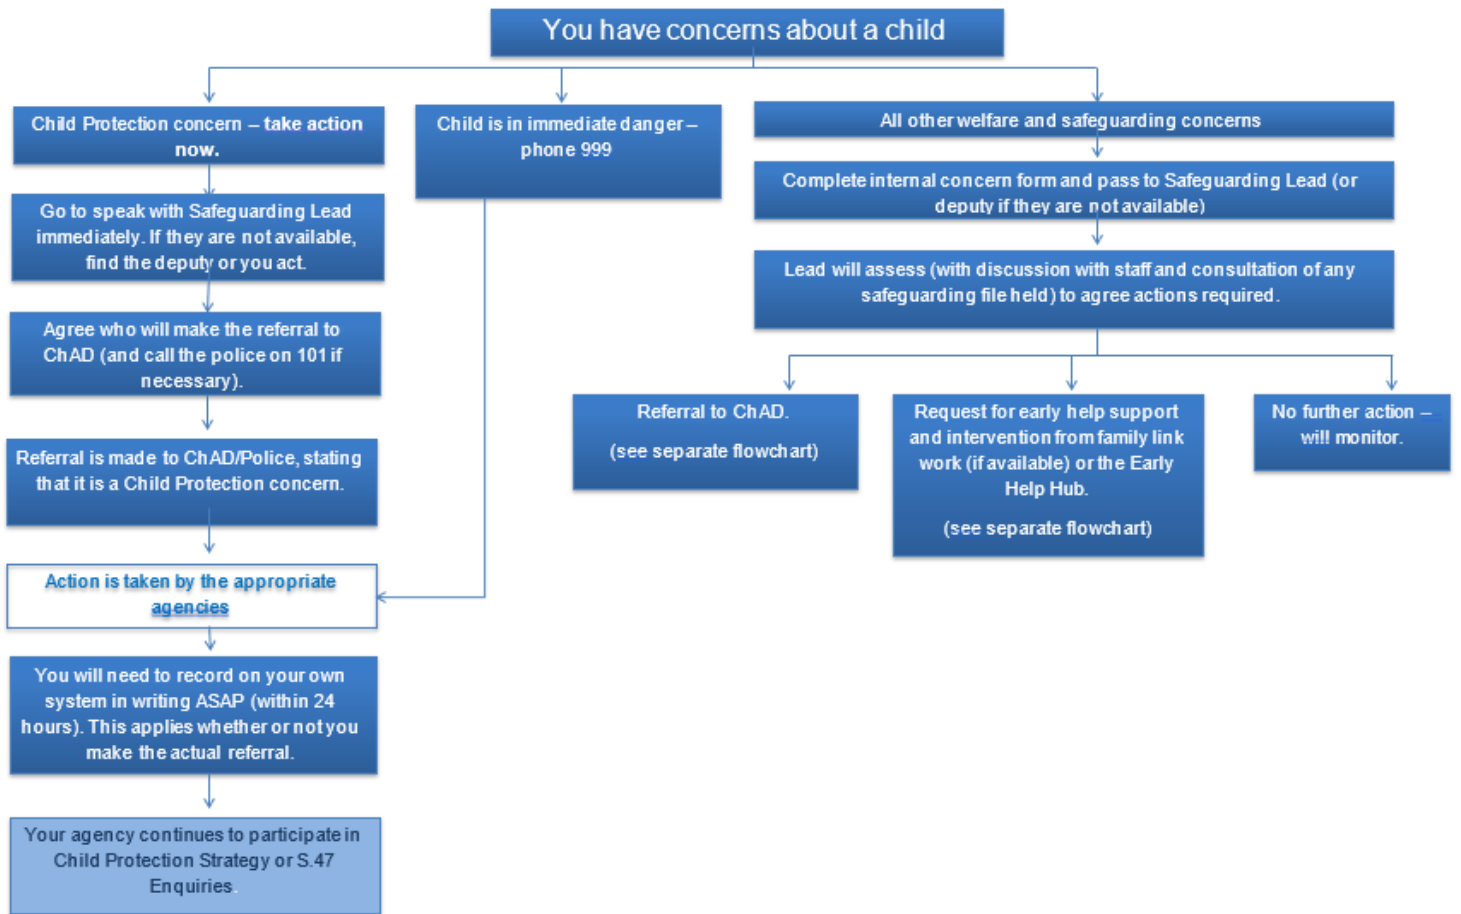 You have concerns about a child
Child Protection concern – take action
now.
Go to speak with Safeguarding Lead
immediately. If they are not available,
find the deputy or you act.
Agree who will make the referral to
ChAD (and call the police on 101 if
necessary).
Referral is made to ChAD/Police, stating
that it is a Child Protection concern.
Action is taken by the appropriate
agencies
You will need to record on your own
system in writing ASAP (within 24
hours). This applies whether or not you
make the actual referral.
Your agency continues to participate in
Child Protection Strategy or S.47
Enquiries.
Child is in immediate danger –
phone 999
All other welfare and safeguarding concerns
Complete internal concern form and pass to Safeguarding Lead (or
deputy if they are not available)
Lead will assess (with discussion with staff and consultation of any
safeguarding file held) to agree actions required.
Referral to ChAD.
(see separate flowchart)
Request for early help support
and intervention from family link
work (if available) or the Early
Help Hub.
(see separate flowchart)
No further action –
will monitor.